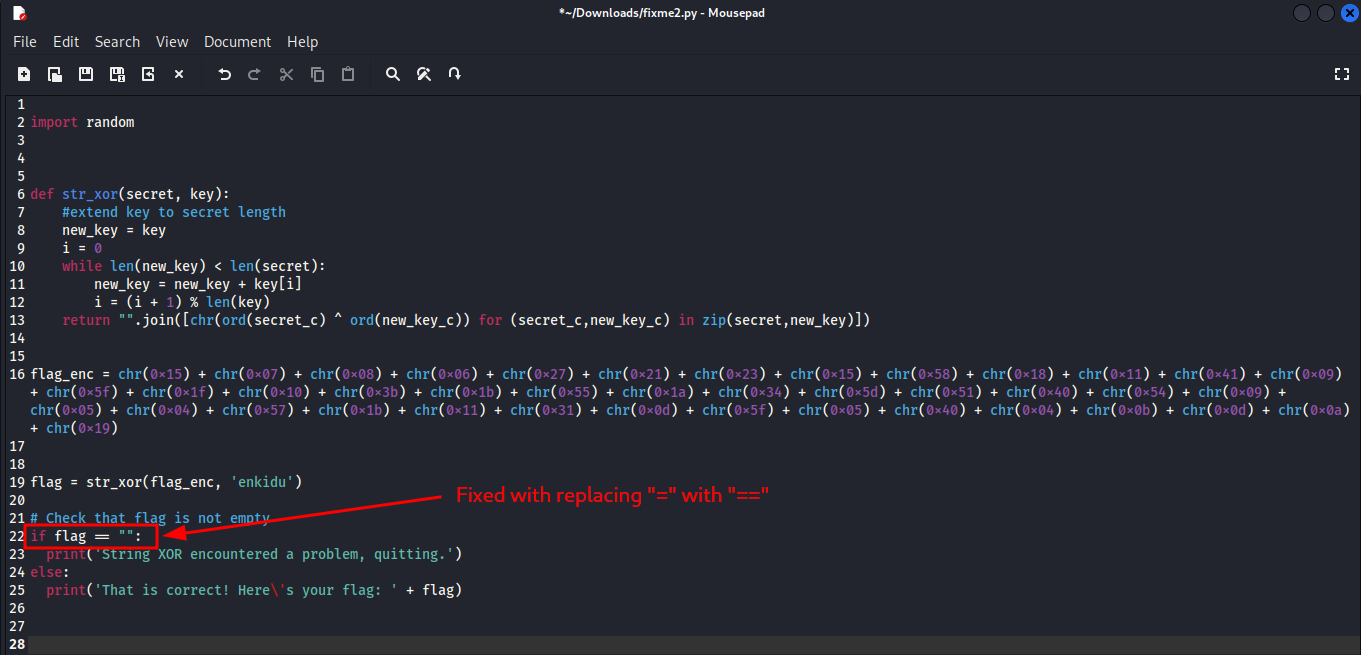 *~/Downloads/fixme2.py - Mousepad
File Edit Search View Document Help
1
2 import random
3
4
5
6 def str_xor(secret, key):
7     #extend key to secret length
8     new_key = key
9     i = 0
10     while len(new_key) < len(secret):
11         new_key = new_key + key[i]
12         i = (i + 1) % len(key)
13     return "".join([chr(ord(secret_c) ^ ord(new_key_c)) for (secret_c,new_key_c) in zip(secret,new_key)])
14
15
16 flag_enc = chr(0×15) + chr(0×07) + chr(0×08) + chr(0×06) + chr(0×27) + chr(0×21) + chr(0×23) + chr(0×15) + chr(0×58) + chr(0×18) + chr(0×11) + chr(0×41) + chr(0×09)
+ chr(0×5f) + chr(0×1f) + chr(0×10) + chr(0×3b) + chr(0×1b) + chr(0×55) + chr(0×1a) + chr(0×34) + chr(0×5d) + chr(0×51) + chr(0×40) + chr(0×54) + chr(0×09) +
chr(0×05) + chr(0×04) + chr(0×57) + chr(0×1b) + chr(0×11) + chr(0×31) + chr(0×0d) + chr(0×5f) + chr(0×05) + chr(0×40) + chr(0×04) + chr(0×0b) + chr(0×0d) + chr(0×0a)
+ chr(0×19)
17
18
19 flag = str_xor(flag_enc, 'enkidu')
20
Fixed with replacing "=" with "=="
21 # Check that flag is not empty
22 if flag == "":
23   print('String XOR encountered a problem, quitting.')
24 else:
25   print('That is correct! Here\'s your flag: ' + flag)
26
27
28